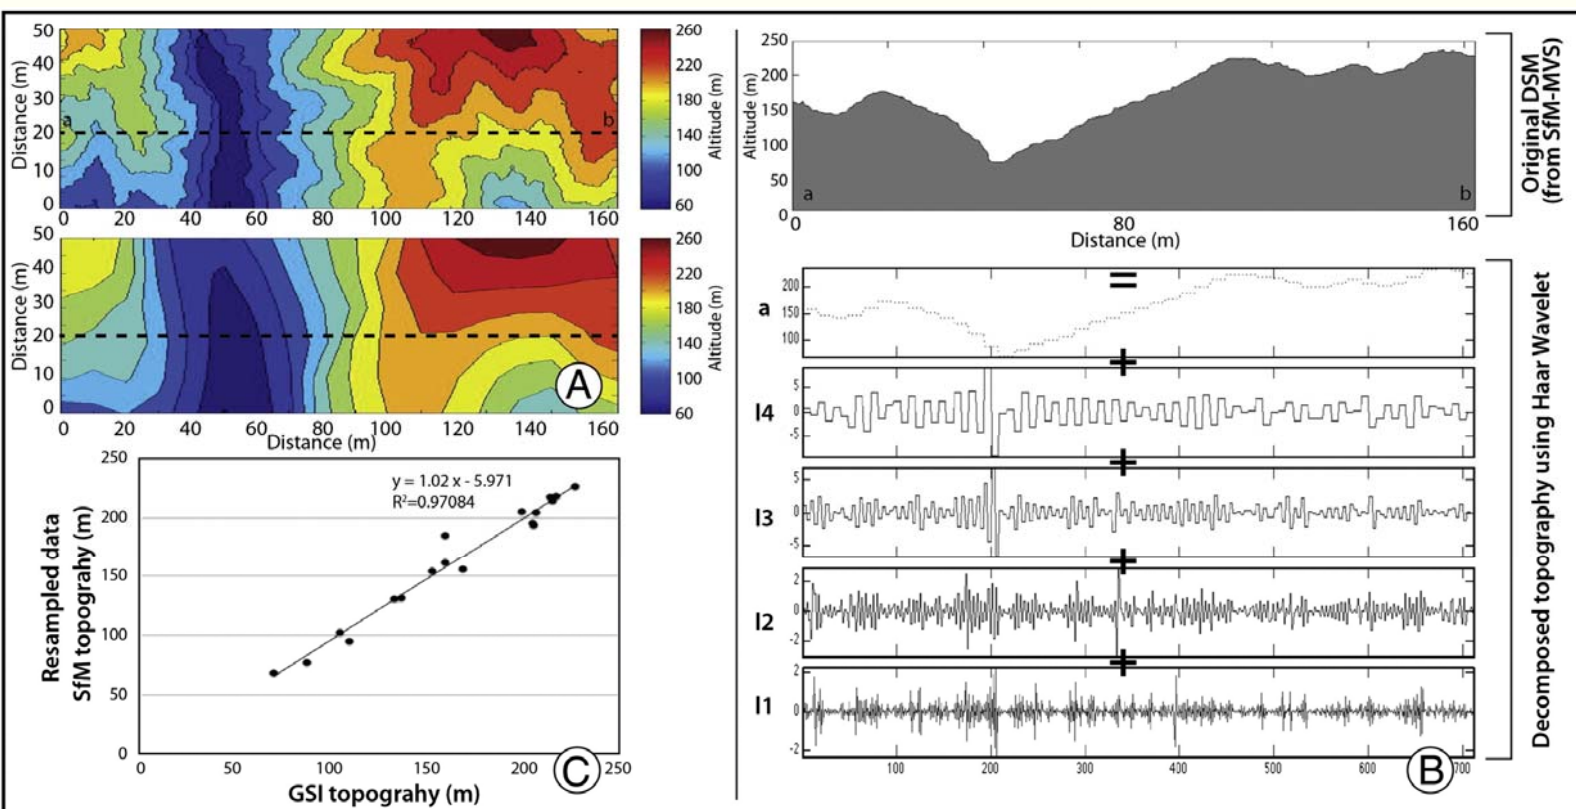 50
40
30
20
10
0
Distance (m)
a
b
0 20 40 60 80 100 120 140 160
260
220
180
140
100
60
Altitude (m)
50
40
30
20
10
0
Distance (m)
0 20 40 60 80 100 120 140 160
Distance (m)
260
220
180
140
100
60
Altitude (m)
A
250
200
150
100
50
0
Resampled data
SfM topograhy (m)
y = 1.02 x - 5.971
R²=0.97084
0 50 100 150 200 250
GSI topograhy (m)
C
250
200
150
100
50
0
Altitude (m)
a
b
0 80 160
Distance (m)
Original DSM
(from SfM-MVS)
=
a
200
150
100
+
l4
5
0
-5
+
l3
5
0
-5
+
l2
2
0
-2
+
l1
2
0
-2
100 200 300 400 500 600 700
B
Decomposed topography using Haar Wavelet